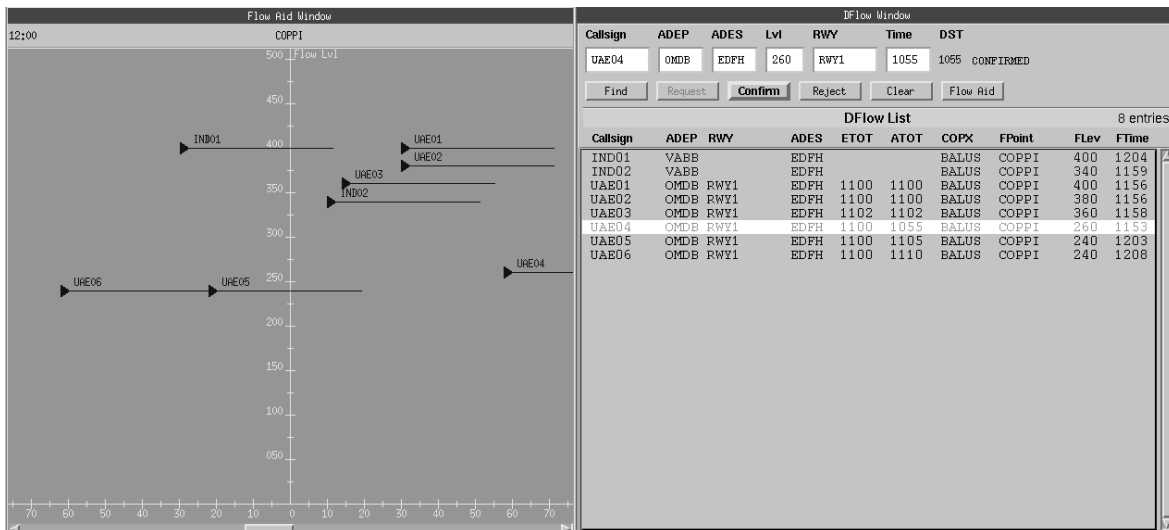 Flow Aid Window
12:00 COPPI
500 Flow Lvl
450
IND01 UAE01
400
UAE02
UAE03
350
IND02
300
UAE04
250
UAE06 UAE05
200
150
100
050
70 60 50 40 30 20 10 0 10 20 30 40 50 60 70
DFlow Window
Callsign ADEP ADES Lvl RWY Time DST
UAE04 OMDB EDFH 260 RWY1 1055 1055 CONFIRMED
Find Request Confirm Reject Clear Flow Aid
DFlow List 8 entries
Callsign ADEP RWY ADES ETOT ATOT COPX FPoint FLev FTime
IND01 VABB EDFH BALUS COPPI 400 1204
IND02 VABB EDFH BALUS COPPI 340 1159
UAE01 OMDB RWY1 EDFH 1100 1100 BALUS COPPI 400 1156
UAE02 OMDB RWY1 EDFH 1100 1100 BALUS COPPI 380 1156
UAE03 OMDB RWY1 EDFH 1102 1102 BALUS COPPI 360 1158
UAE04 OMDB RWY1 EDFH 1100 1055 BALUS COPPI 260 1153
UAE05 OMDB RWY1 EDFH 1100 1105 BALUS COPPI 240 1203
UAE06 OMDB RWY1 EDFH 1100 1110 BALUS COPPI 240 1208